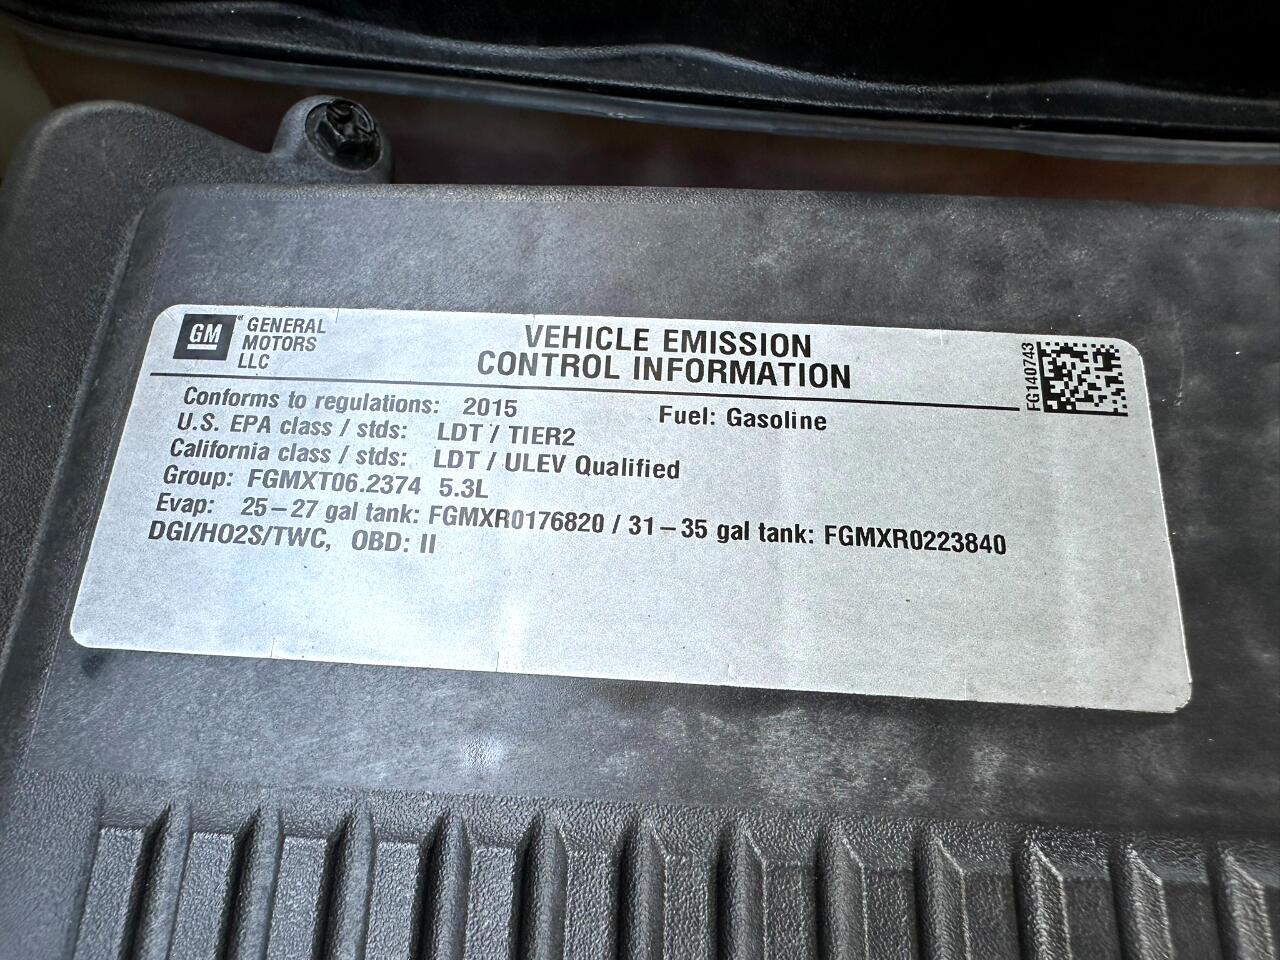 GM
® GENERAL
MOTORS
LLC
VEHICLE EMISSION
CONTROL INFORMATION
FG140743
Conforms to regulations: 2015 Fuel: Gasoline
U.S. EPA class / stds: LDT / TIER2
California class / stds: LDT / ULEV Qualified
Group: FGMXT06.2374 5.3L
Evap: 25–27 gal tank: FGMXR0176820 / 31–35 gal tank: FGMXR0223840
DGI/HO2S/TWC, OBD: II